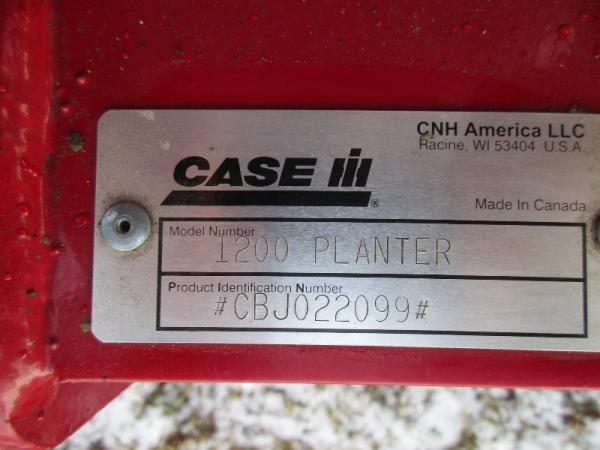 CNH America LLC
Racine, WI 53404 U.S.A.
CASE IH®
Made In Canada
Model Number
1200 PLANTER
Product Identification Number
#CBJ022099#